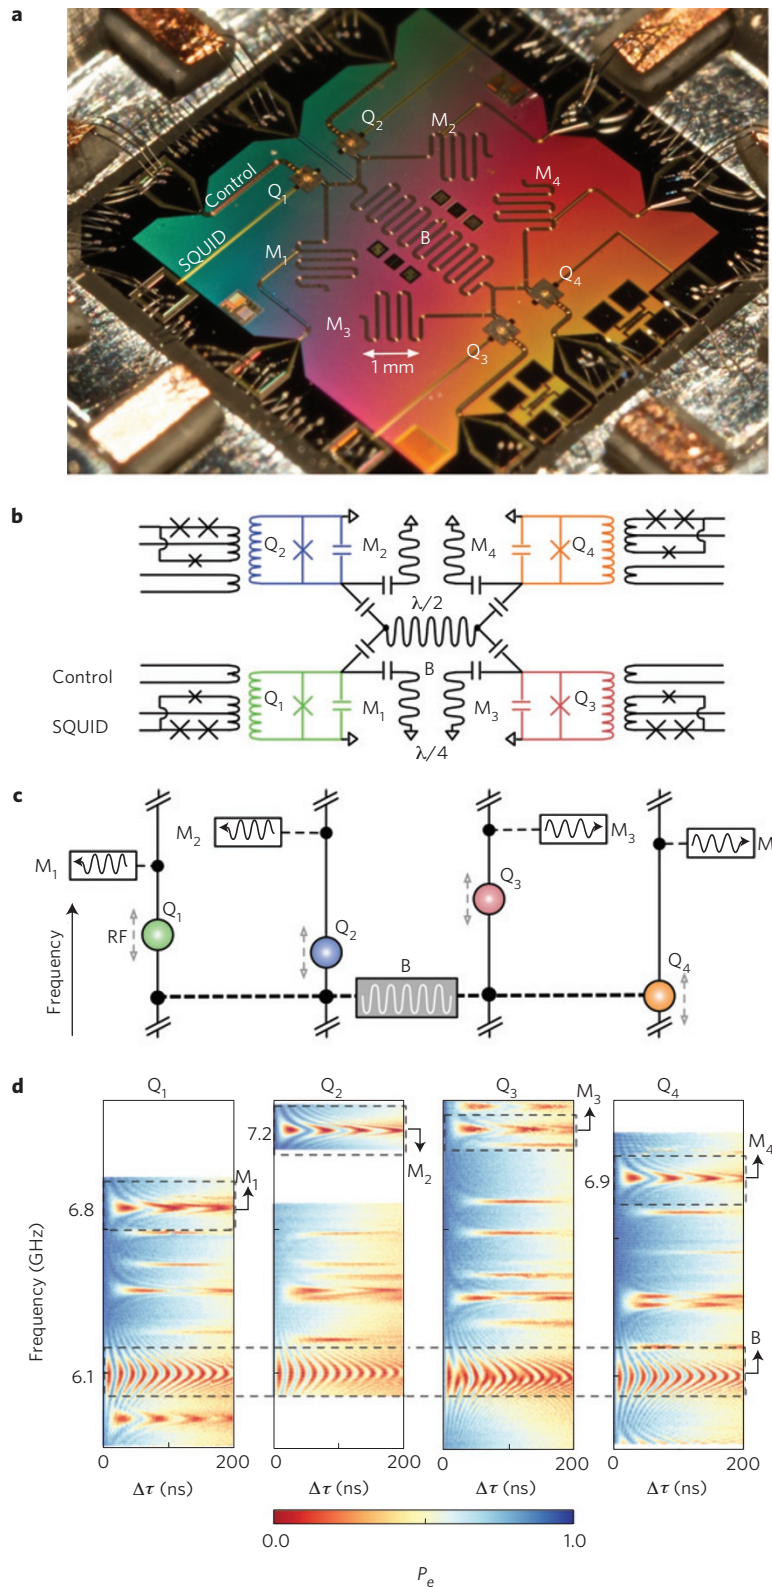 a
Q2
M2
Control
Q1
M4
SQUID
B
M1
Q4
M3
Q3
1 mm
b
Q2
M2
M4
Q4
λ/2
Control
Q1
M1
B
M3
Q3
SQUID
λ/4
c
M2
M3
M
M1
Q3
Q1
Q2
Q4
RF
B
Frequency
d
Q1
Q2
Q3
M3
Q4
7.2
M4
M1
M2
6.9
6.8
Frequency (GHz)
B
6.1
0
200
0
200
0
200
0
200
Δτ (ns)
Δτ (ns)
Δτ (ns)
Δτ (ns)
0.0
1.0
Pe